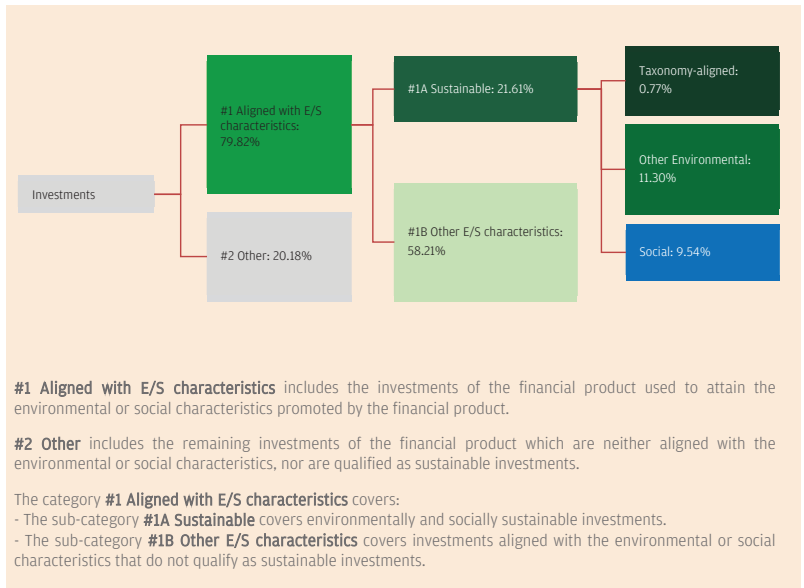 Investments
#1 Aligned with E/S
characteristics:
79.82%
#2 Other: 20.18%
#1A Sustainable: 21.61%
#1B Other E/S characteristics:
58.21%
Taxonomy-aligned:
0.77%
Other Environmental:
11.30%
Social: 9.54%
#1 Aligned with E/S characteristics includes the investments of the financial product used to attain the
environmental or social characteristics promoted by the financial product.
#2 Other includes the remaining investments of the financial product which are neither aligned with the
environmental or social characteristics, nor are qualified as sustainable investments.
The category #1 Aligned with E/S characteristics covers:
- The sub-category #1A Sustainable covers environmentally and socially sustainable investments.
- The sub-category #1B Other E/S characteristics covers investments aligned with the environmental or social
characteristics that do not qualify as sustainable investments.